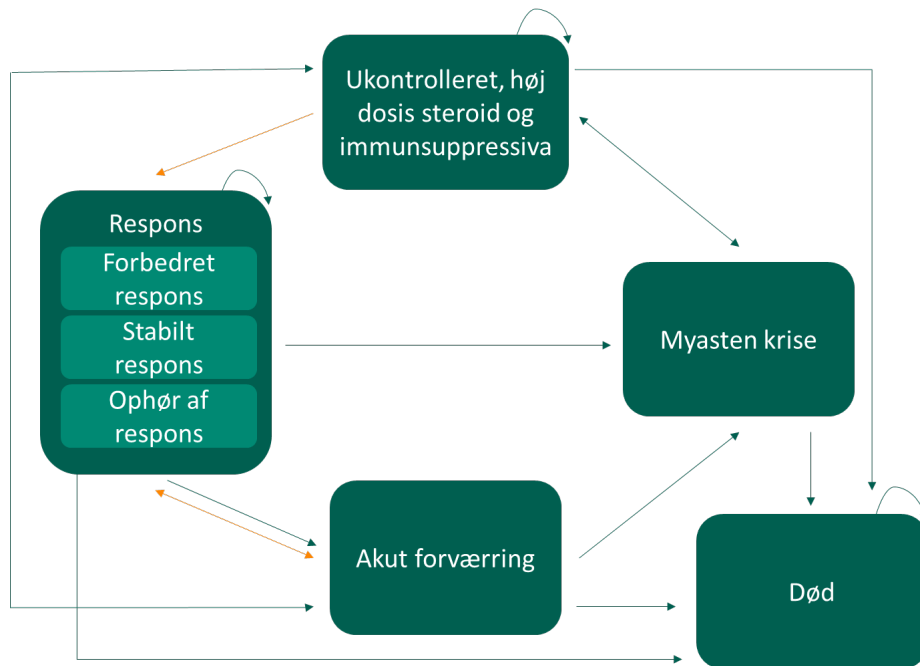 Ukontrolleret, høj
dosis steroid og
immunsuppressiva
Respons
Forbedret
respons
Stabilt
respons
Ophør af
respons
Myasten krise
Akut forværring
Død